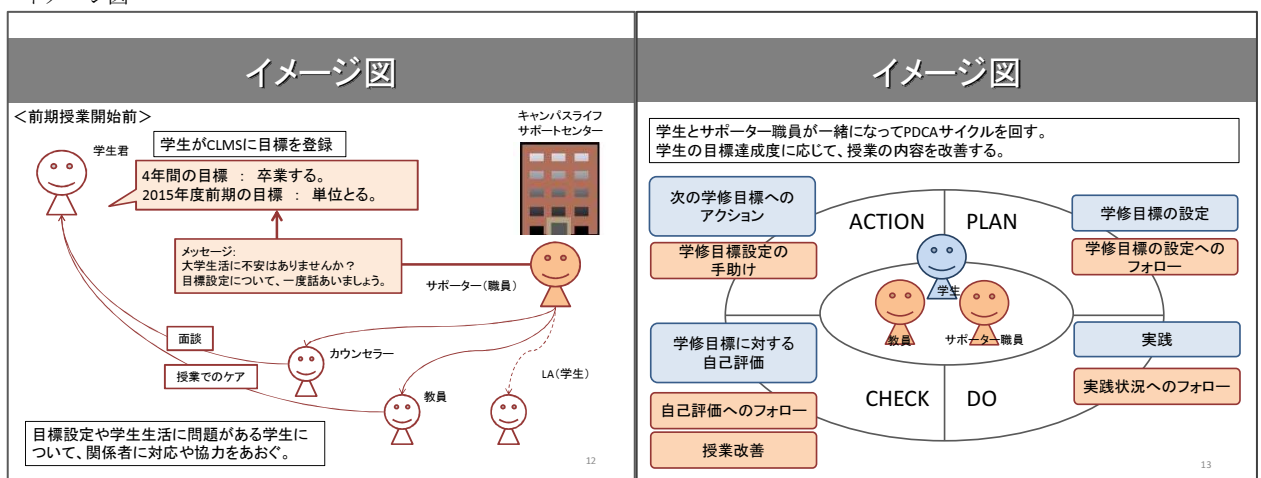 イメージ図
イメージ図
<前期授業開始前>
学生君
学生がCLMSに目標を登録
キャンパスライフ
サポートセンター
4年間の目標 : 卒業する。
2015年度前期の目標 : 単位とる。
メッセージ:
大学生活に不安はありませんか?
目標設定について、一度話あいましょう。
サポーター(職員)
面談
カウンセラー
授業でのケア
教員
LA(学生)
目標設定や学生生活に問題がある学生に
ついて、関係者に対応や協力をあおぐ。
12
イメージ図
学生とサポーター職員が一緒になってPDCAサイクルを回す。
学生の目標達成度に応じて、授業の内容を改善する。
次の学修目標への
アクション
学修目標設定の
手助け
ACTION
PLAN
学修目標の設定
学修目標の設定への
フォロー
学生
教員
サポーター職員
学修目標に対する
自己評価
自己評価へのフォロー
授業改善
CHECK
DO
実践
実践状況へのフォロー
13